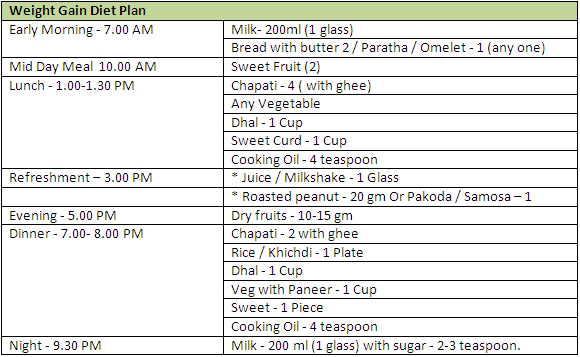 Weight Gain Diet Plan
Early Morning - 7.00 AM Milk- 200ml (1 glass)
Bread with butter 2 / Paratha / Omelet - 1 (any one)
Mid Day Meal 10.00 AM Sweet Fruit (2)
Lunch - 1.00-1.30 PM Chapati - 4 ( with ghee)
Any Vegetable
Dhal - 1 Cup
Sweet Curd - 1 Cup
Cooking Oil - 4 teaspoon
Refreshment – 3.00 PM * Juice / Milkshake - 1 Glass
* Roasted peanut - 20 gm Or Pakoda / Samosa – 1
Evening - 5.00 PM Dry fruits - 10-15 gm
Dinner - 7.00- 8.00 PM Chapati - 2 with ghee
Rice / Khichdi - 1 Plate
Dhal - 1 Cup
Veg with Paneer - 1 Cup
Sweet - 1 Piece
Cooking Oil - 4 teaspoon
Night - 9.30 PM Milk - 200 ml (1 glass) with sugar - 2-3 teaspoon.